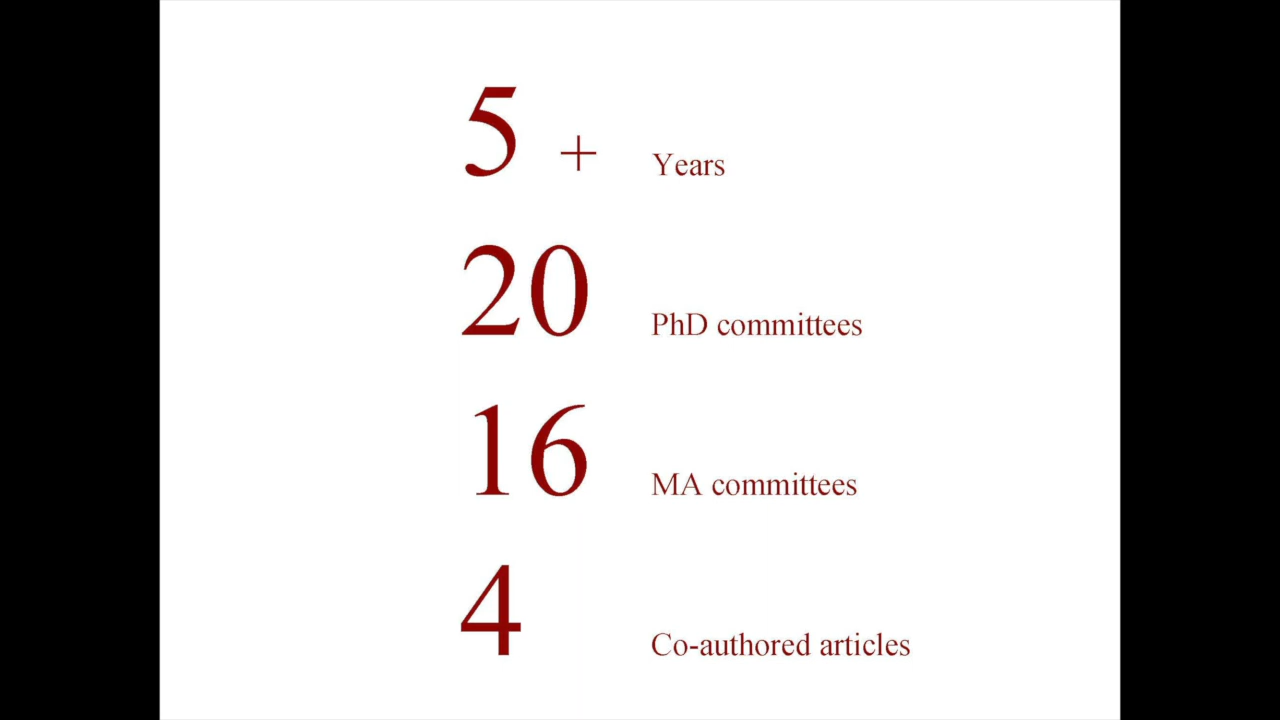 5 + Years
20 PhD committees
16 MA committees
4 Co-authored articles